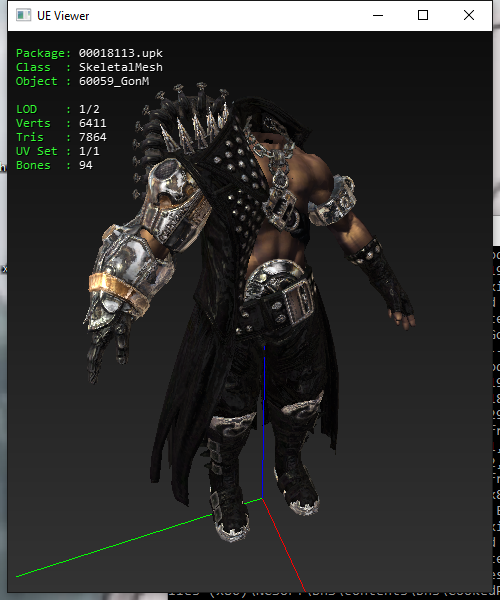 UE Viewer
Package: 00018113.upk
Class : SkeletalMesh
Object : 60059_GonM
LOD : 1/2
Verts : 6411
Tris : 7864
UV Set : 1/1
Bones : 94